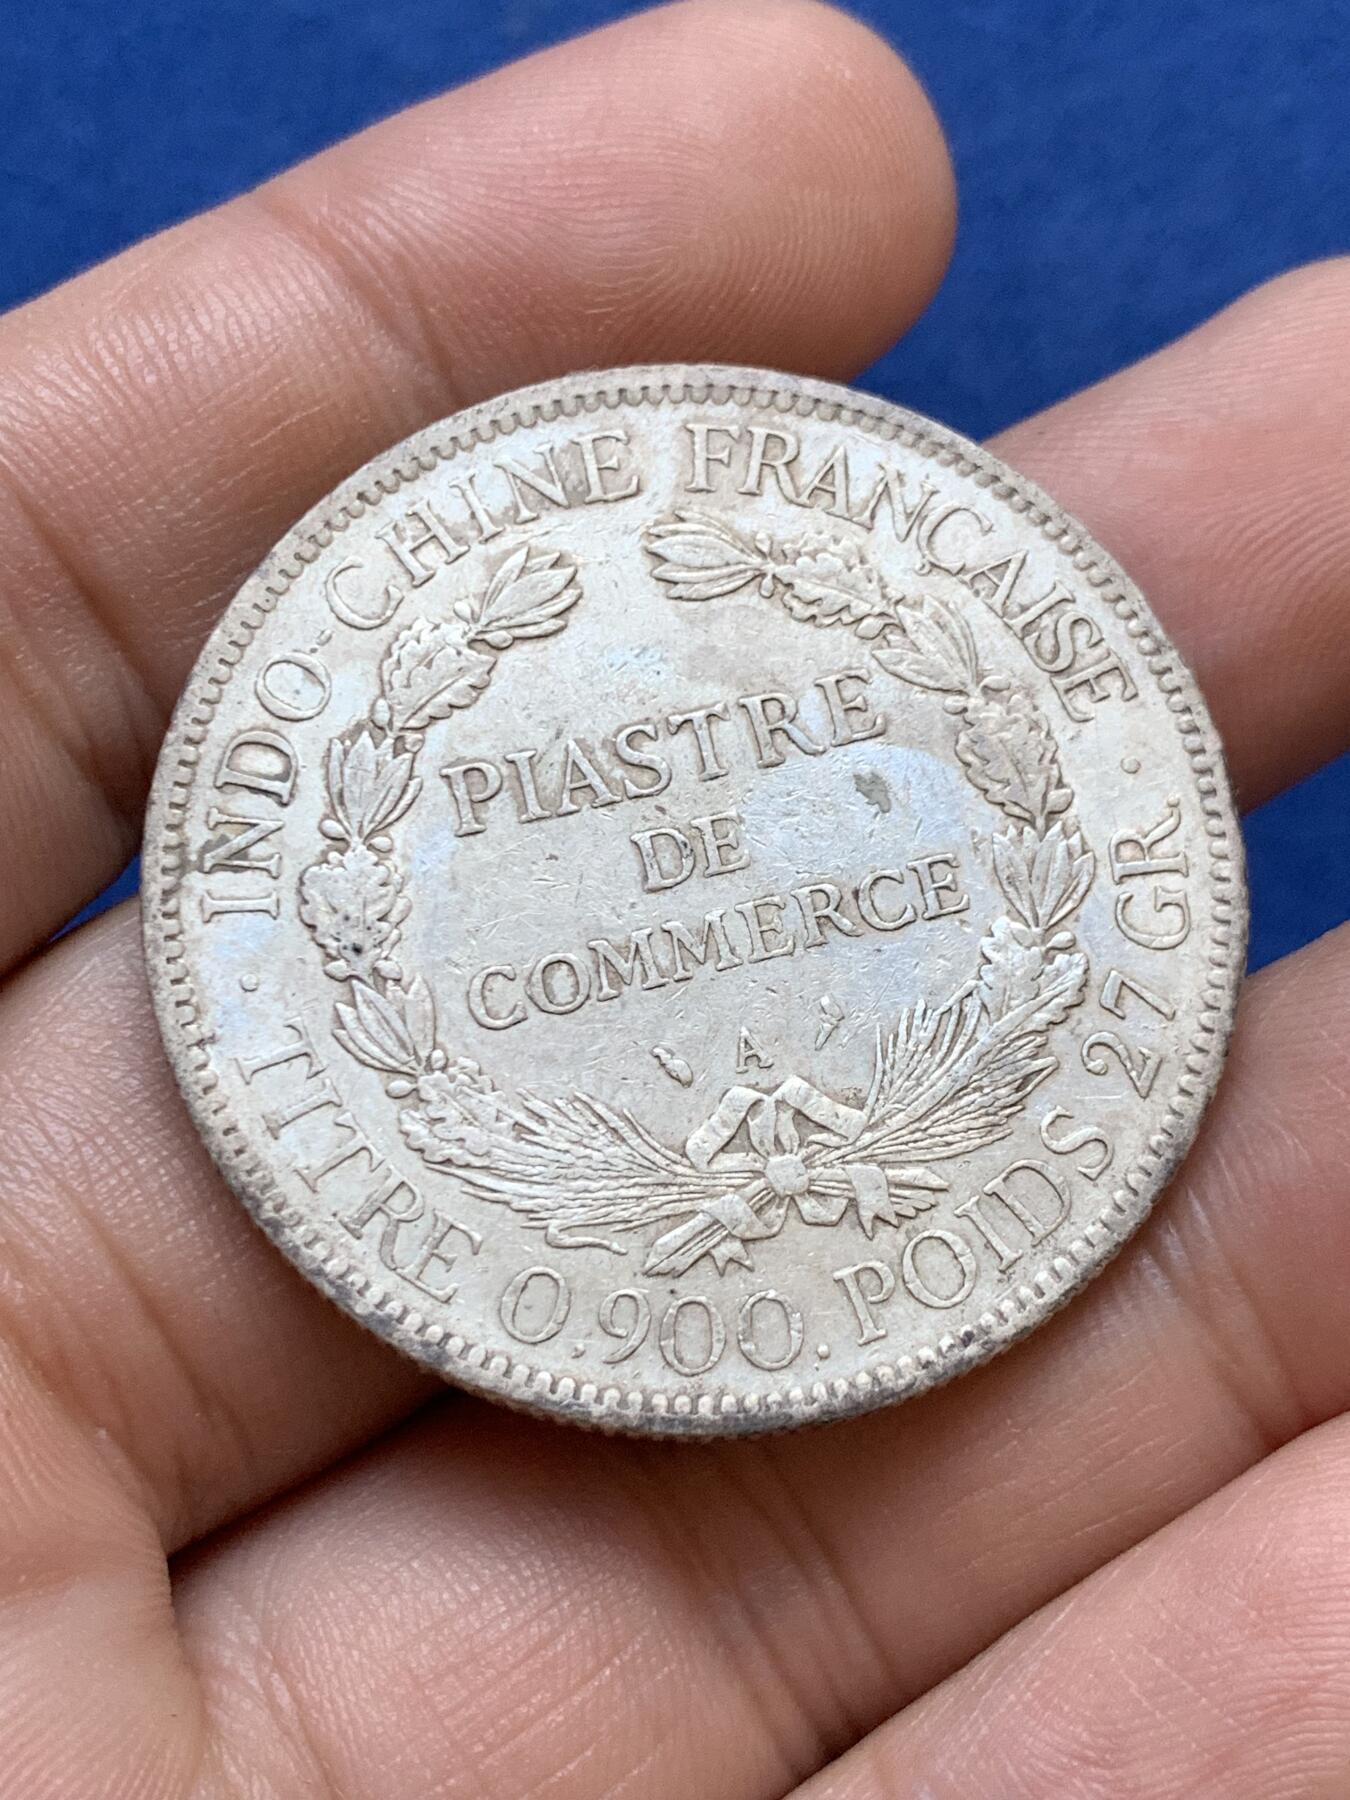 INDO-CHINE FRANÇAISE
PIASTRE
DE
COMMERCE
A
· TITRE 0,900. POIDS 27 GR. ·